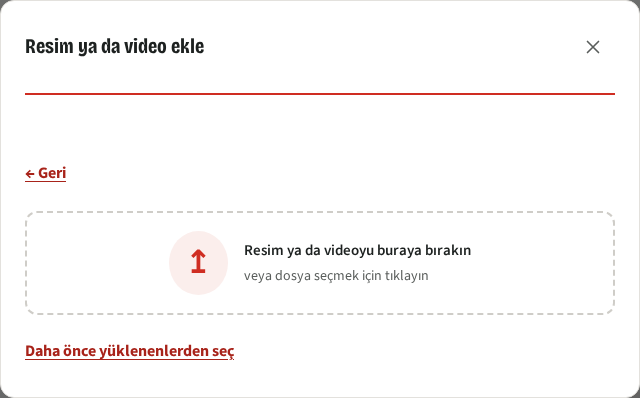 Resim ya da video ekle
← Geri
Resim ya da videoyu buraya bırakın
veya dosya seçmek için tıklayın
Daha önce yüklenenlerden seç